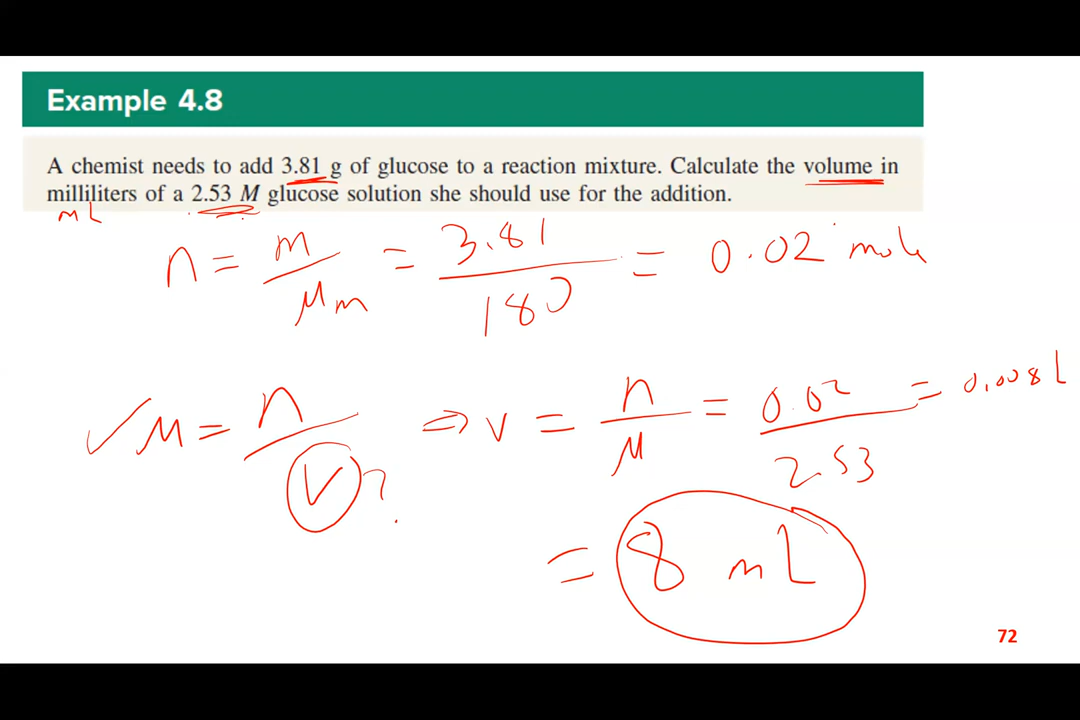 Example 4.8
A chemist needs to add 3.81 g of glucose to a reaction mixture. Calculate the volume in
milliliters of a 2.53 M glucose solution she should use for the addition.
mL
n = m / Mm = 3.81 / 180 = 0.02 mole
✓ M = n / V ? ⇒ V = n / M = 0.02 / 2.53 = 0.008 L
= 8 mL
72